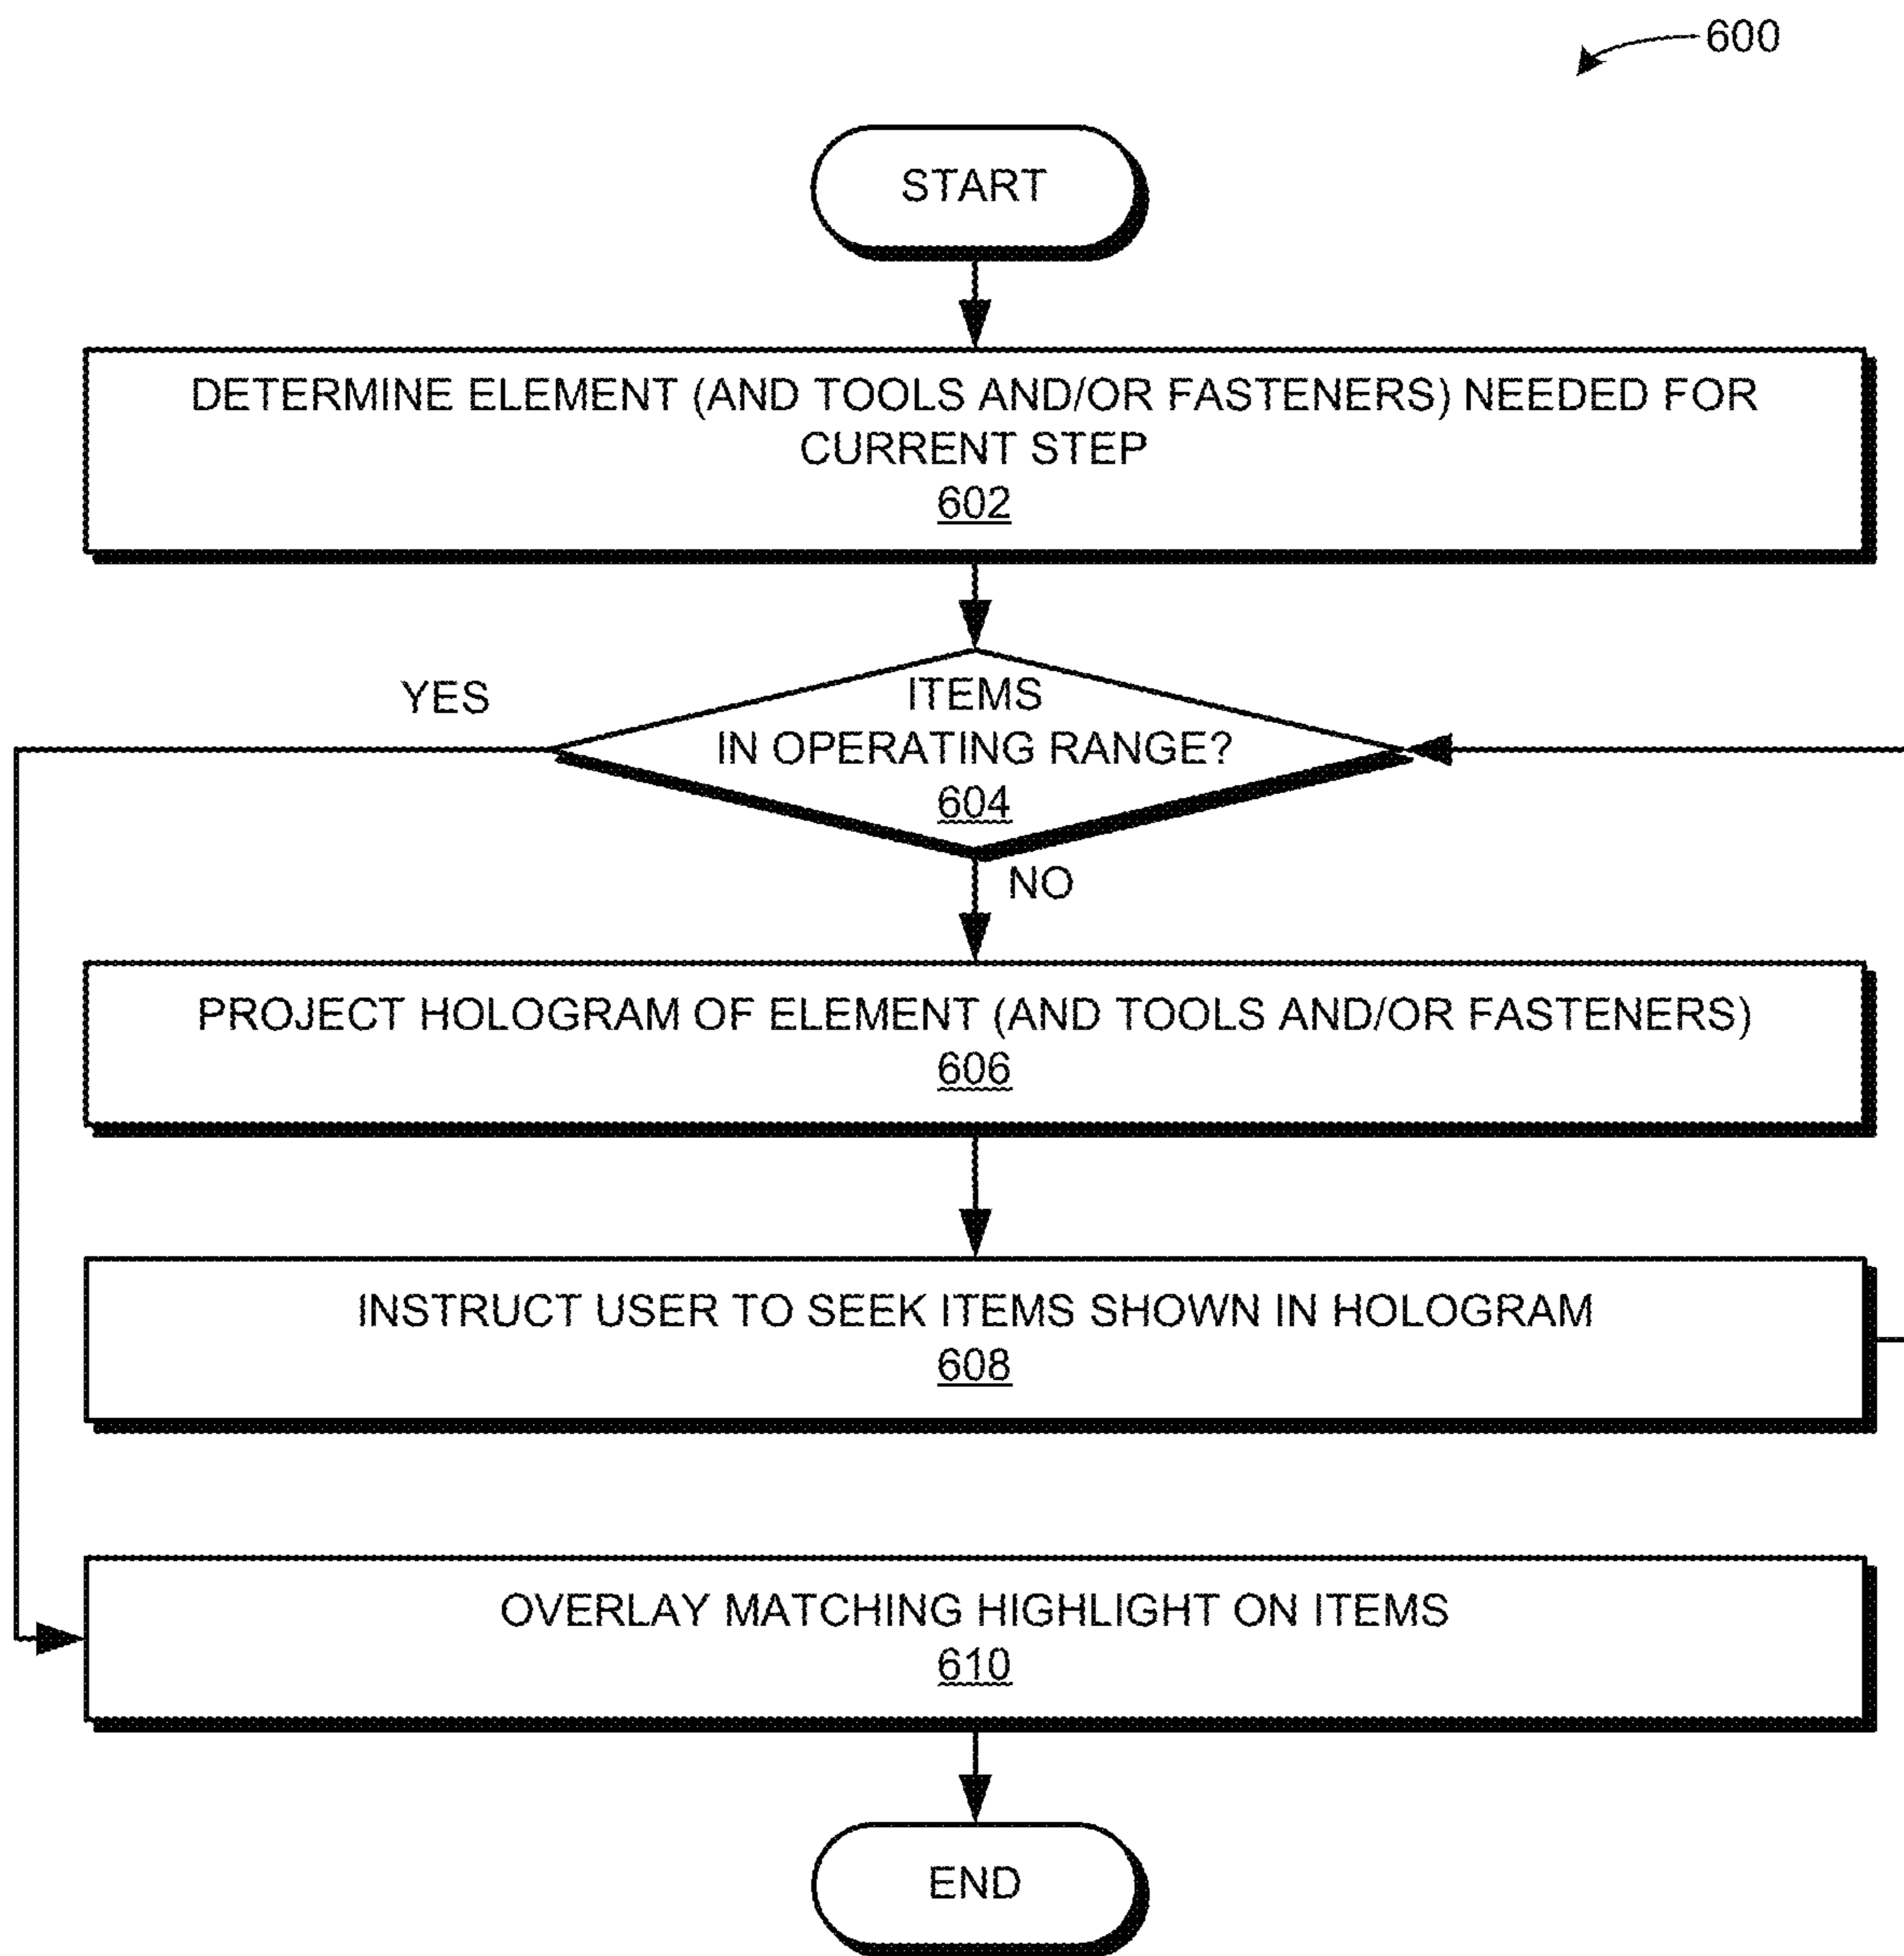 600
START
DETERMINE ELEMENT (AND TOOLS AND/OR FASTENERS) NEEDED FOR
CURRENT STEP
602
YES
ITEMS
IN OPERATING RANGE?
604
NO
PROJECT HOLOGRAM OF ELEMENT (AND TOOLS AND/OR FASTENERS)
606
INSTRUCT USER TO SEEK ITEMS SHOWN IN HOLOGRAM
608
OVERLAY MATCHING HIGHLIGHT ON ITEMS
610
END